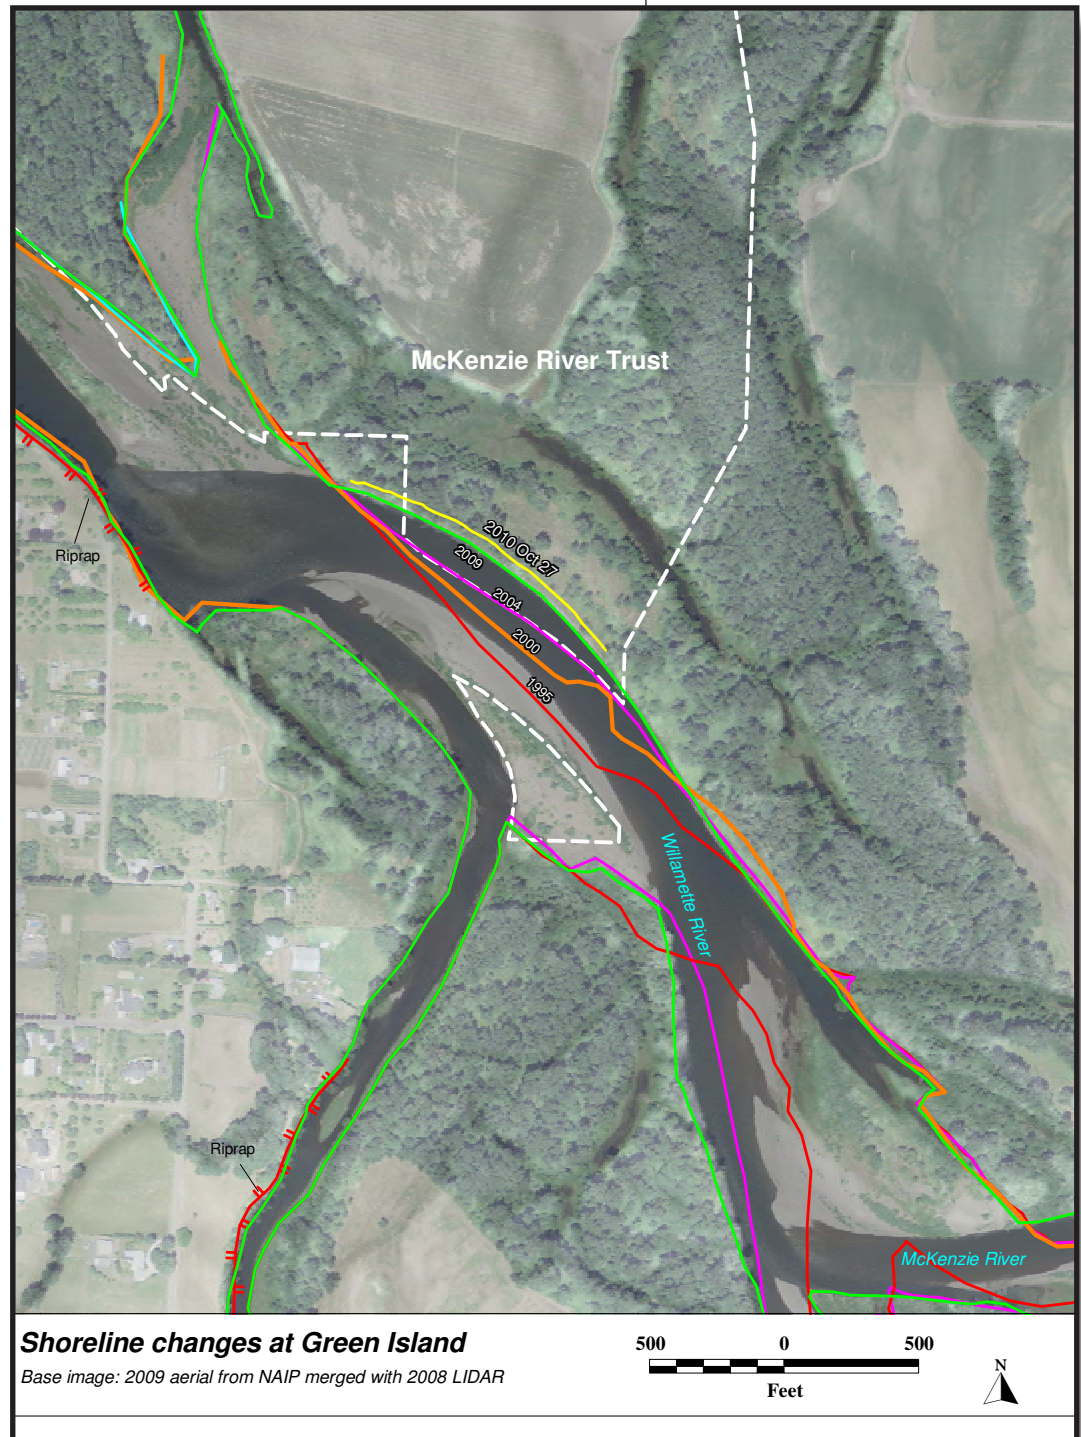 McKenzie River Trust
2010 Oct 27
2009
Riprap
2004
2000
1995
Willamette River
Riprap
McKenzie River
Shoreline changes at Green Island
Base image: 2009 aerial from NAIP merged with 2008 LIDAR
500 0 500
Feet
N